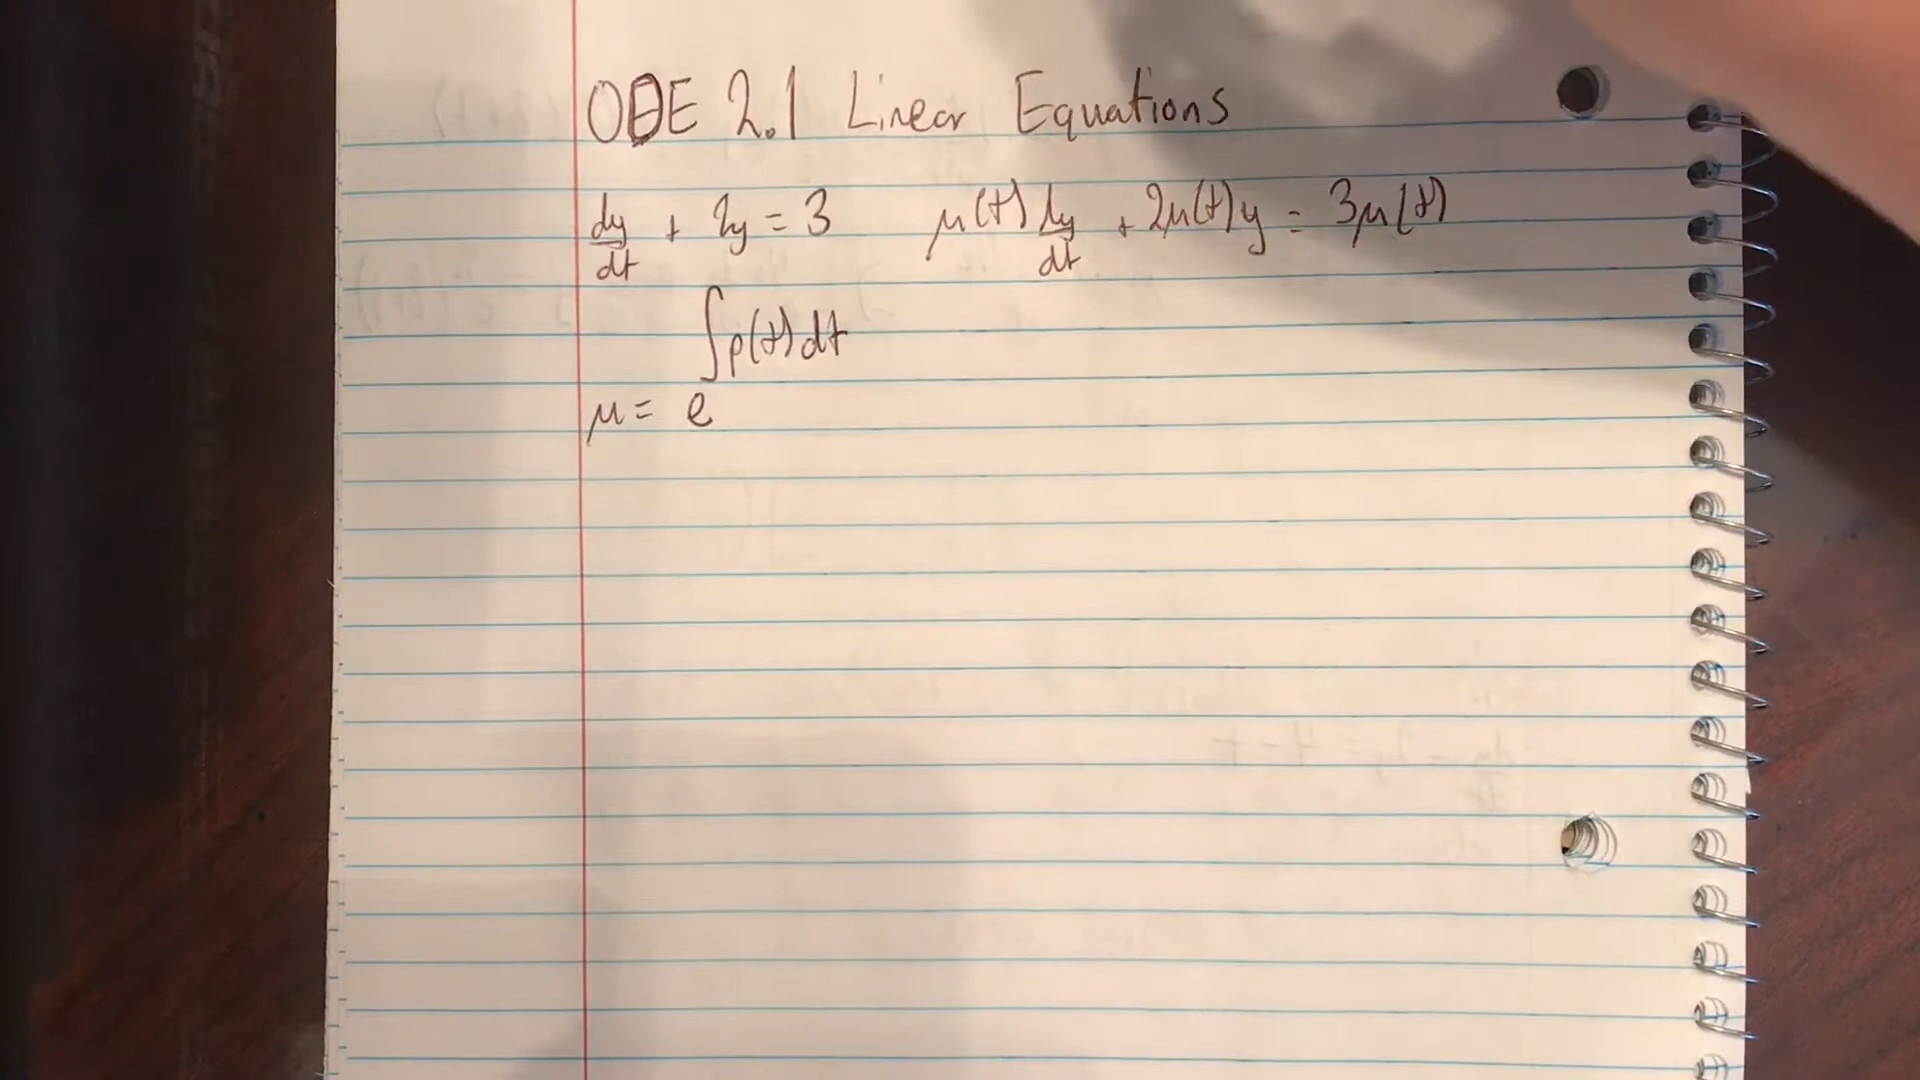 ODE 2.1 Linear Equations
dy/dt + 2y = 3    μ(t) dy/dt + 2μ(t)y = 3μ(t)
∫p(t)dt
μ = e